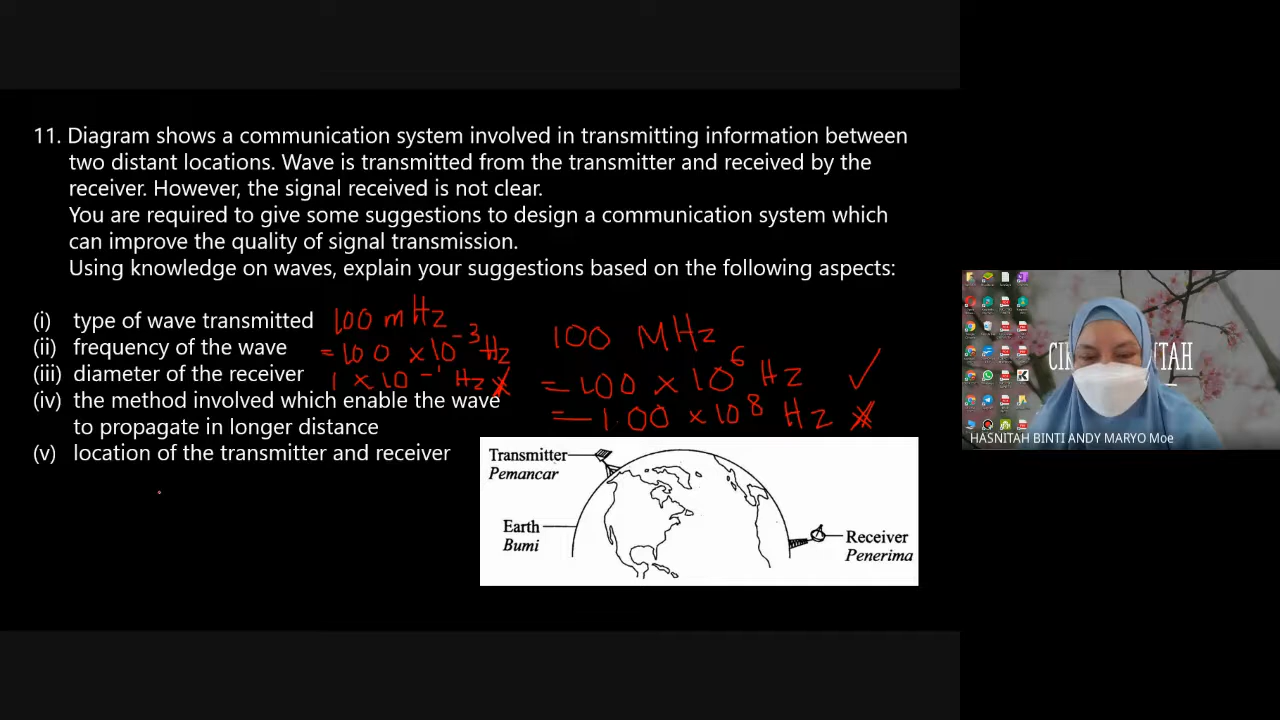 11. Diagram shows a communication system involved in transmitting information between
two distant locations. Wave is transmitted from the transmitter and received by the
receiver. However, the signal received is not clear.
You are required to give some suggestions to design a communication system which
can improve the quality of signal transmission.
Using knowledge on waves, explain your suggestions based on the following aspects:
(i) type of wave transmitted
(ii) frequency of the wave
(iii) diameter of the receiver
(iv) the method involved which enable the wave
to propagate in longer distance
(v) location of the transmitter and receiver
100 mHz
= 100 × 10⁻³ Hz
1 × 10⁻¹ Hz
100 MHz
= 100 × 10⁶ Hz ✓
= 1.00 × 10⁸ Hz
Transmitter
Pemancar
Earth
Bumi
Receiver
Penerima
HASNITAH BINTI ANDY MARYO Moe